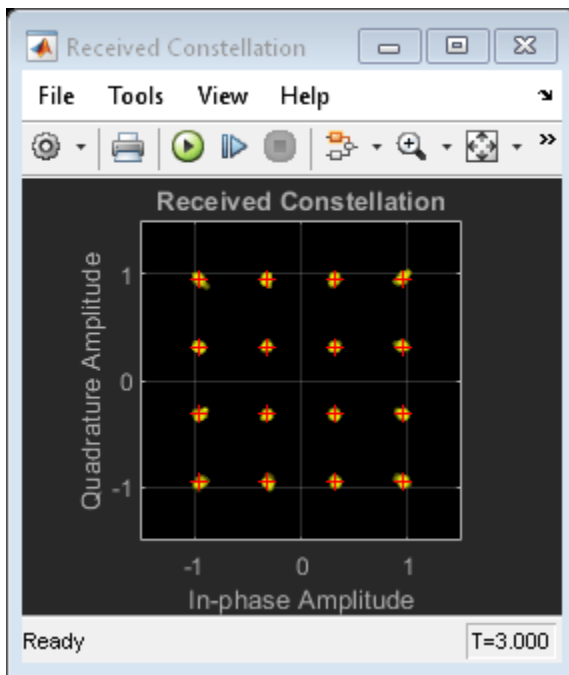 Received Constellation
File Tools View Help
Received Constellation
Quadrature Amplitude
1
0
-1
-1 0 1
In-phase Amplitude
Ready T=3.000